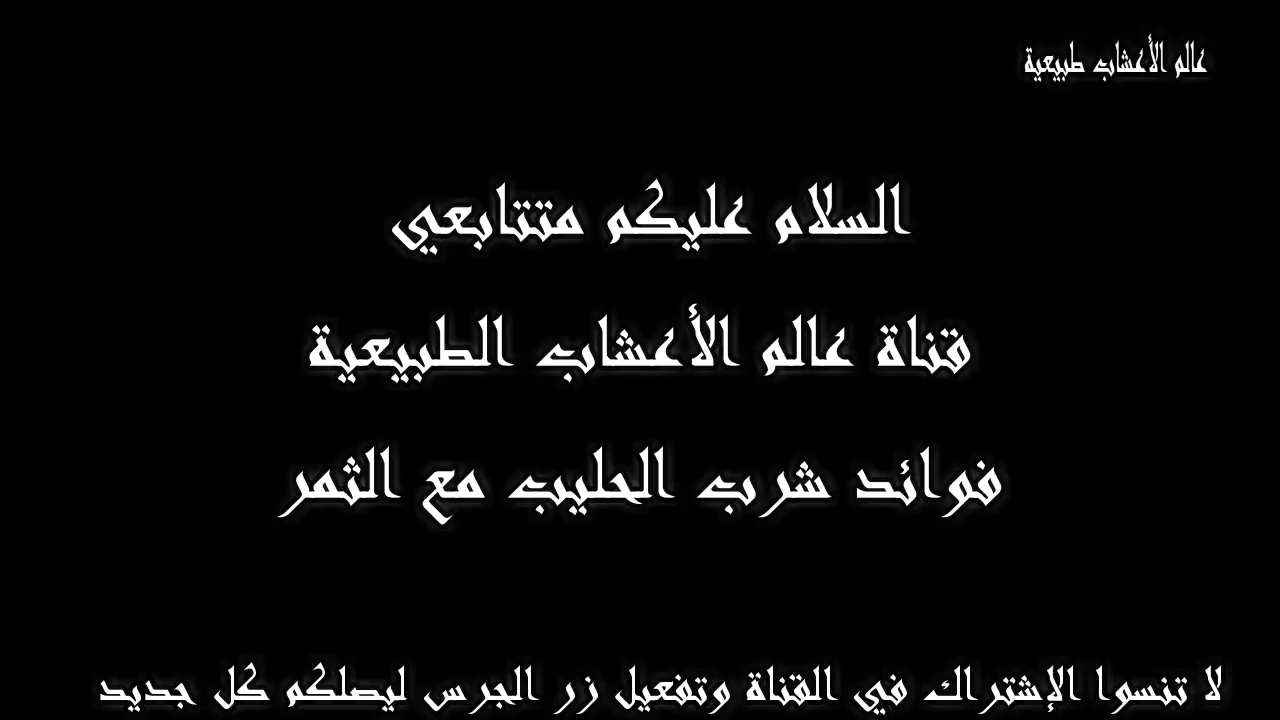 عالم الأعشاب طبيعية
السلام عليكم متتابعي
قناة عالم الأعشاب الطبيعية
فوائد شرب الحليب مع الثمر
لا تنسوا الإشتراك في القناة وتفعيل زر الجرس ليصلكم كل جديد